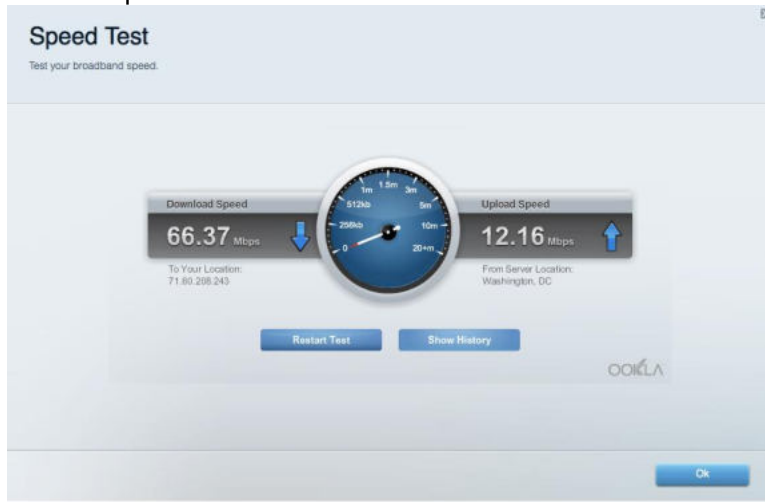 Speed Test
Test your broadband speed.
Download Speed
66.37 Mbps
To Your Location:
71.80.208.243
0
256kb
512kb
1m
1.5m
3m
5m
10m
20+m
Upload Speed
12.16 Mbps
From Server Location:
Washington, DC
Restart Test
Show History
OOKLA
Ok